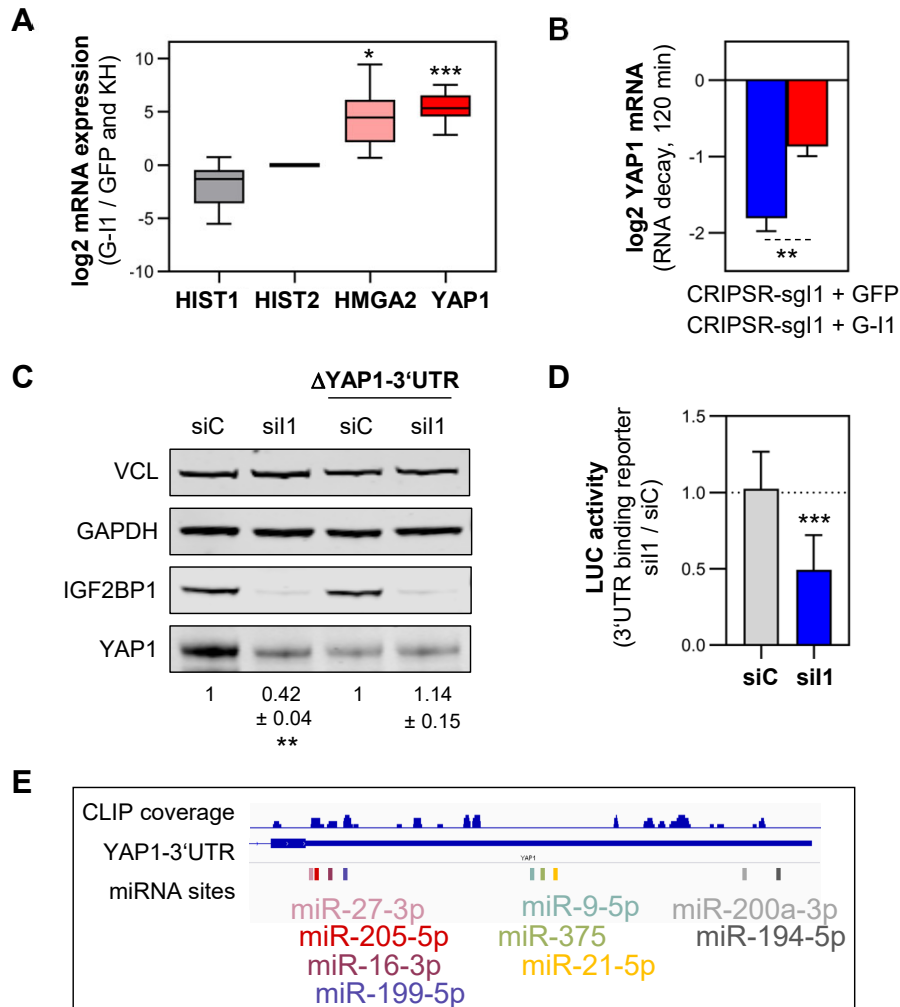 A
log2 mRNA expression
(G-I1 / GFP and KH)
10
5
0
-5
-10
*
***
HIST1 HIST2 HMGA2 YAP1
B
log2 YAP1 mRNA
(RNA decay, 120 min)
0
-1
-2
**
CRIPSR-sgI1 + GFP
CRIPSR-sgI1 + G-I1
C
ΔYAP1-3‘UTR
siC siI1 siC siI1
VCL
GAPDH
IGF2BP1
YAP1
1 0.42 1 1.14
± 0.04 ± 0.15
**
D
LUC activity
(3‘UTR binding reporter
siI1 / siC)
1.5
1.0
0.5
0.0
***
siC siI1
E
CLIP coverage
YAP1-3‘UTR
YAP1
miRNA sites
miR-27-3p miR-9-5p miR-200a-3p
miR-205-5p miR-375 miR-194-5p
miR-16-3p miR-21-5p
miR-199-5p